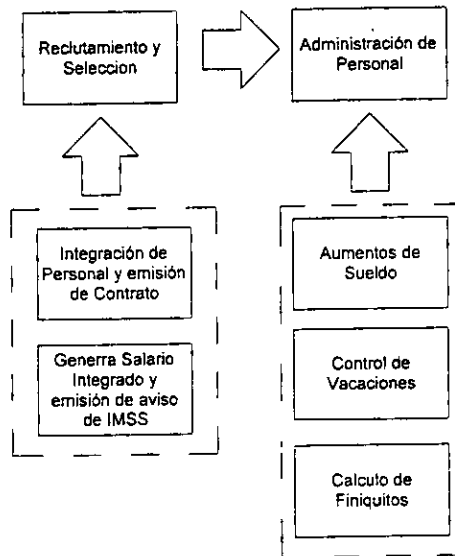 Reclutamiento y
Seleccion
Administración de
Personal
Integración de
Personal y emisión
de Contrato
Generra Salario
Integrado y
emisión de aviso
de IMSS
Aumentos de
Sueldo
Control de
Vacaciones
Calculo de
Finiquitos